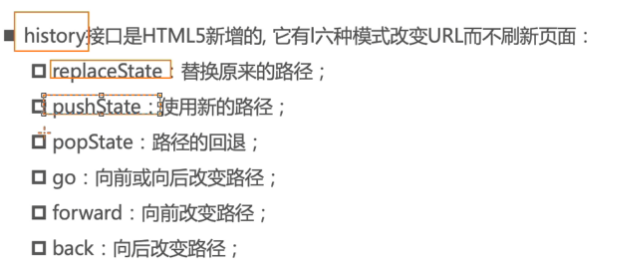 history接口是HTML5新增的, 它有l六种模式改变URL而不刷新页面：
replaceState：替换原来的路径；
pushState：使用新的路径；
popState：路径的回退；
go：向前或向后改变路径；
forward：向前改变路径；
back：向后改变路径；